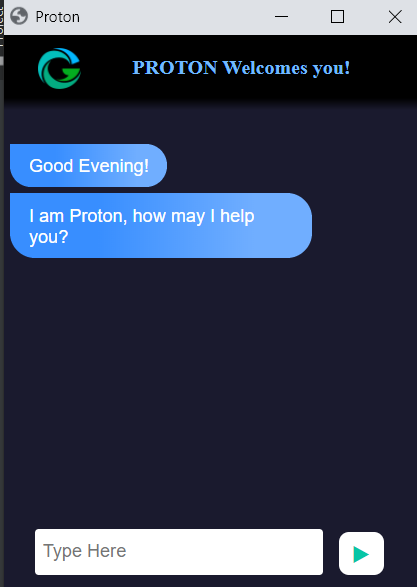 Proton
PROTON Welcomes you!
Good Evening!
I am Proton, how may I help
you?
Type Here